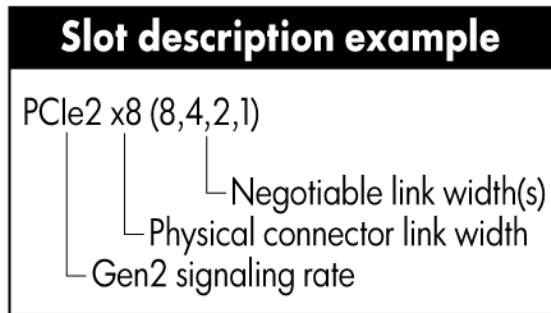 Slot description example
PCIe2 x8 (8,4,2,1)
Negotiable link width(s)
Physical connector link width
Gen2 signaling rate